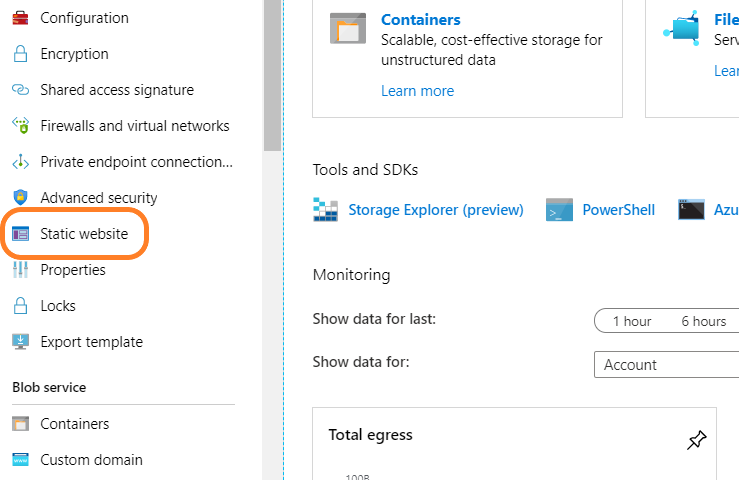 Configuration
Encryption
Shared access signature
Firewalls and virtual networks
Private endpoint connection...
Advanced security
Static website
Properties
Locks
Export template
Blob service
Containers
Custom domain
Containers
Scalable, cost-effective storage for
unstructured data
Learn more
File
Serv
Lear
Tools and SDKs
Storage Explorer (preview)
PowerShell
Azu
Monitoring
Show data for last:
1 hour
6 hours
Show data for:
Account
Total egress
100B